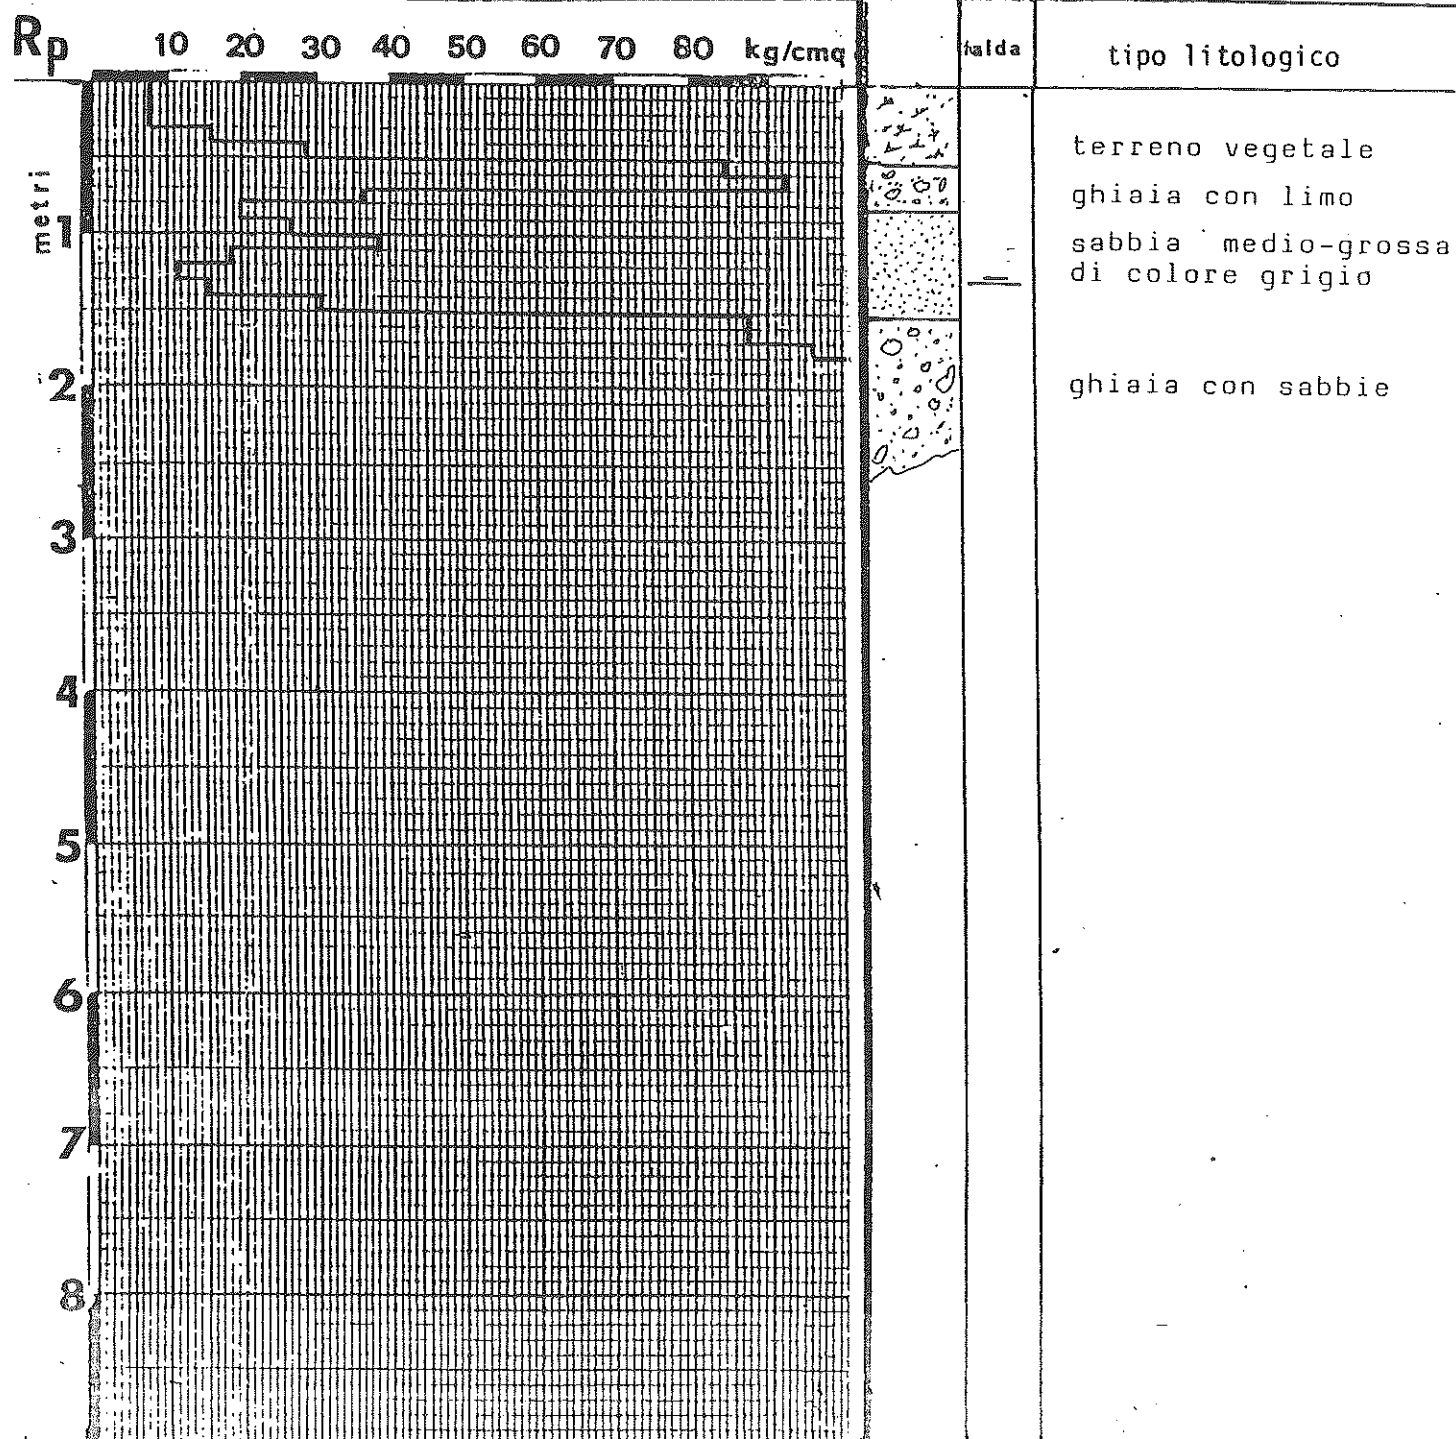 Rp 10 20 30 40 50 60 70 80 kg/cmq falda tipo litologico
metri
terreno vegetale
ghiaia con limo
1 sabbia medio-grossa
di colore grigio
2 ghiaia con sabbie
3
4
5
6
7
8